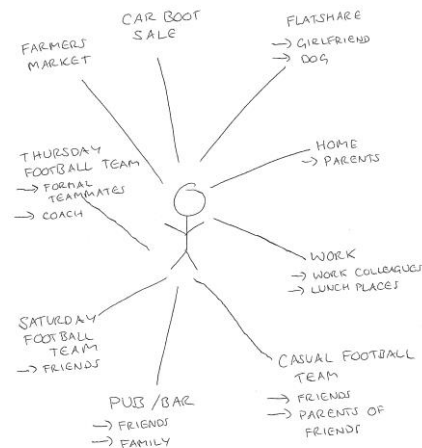 CAR BOOT
SALE
FLATSHARE
→ GIRLFRIEND
→ DOG
FARMERS
MARKET
THURSDAY
FOOTBALL TEAM
→ FORMAL
TEAMMATES
→ COACH
HOME
→ PARENTS
WORK
→ WORK COLLEAGUES
→ LUNCH PLACES
SATURDAY
FOOTBALL
TEAM
→ FRIENDS
CASUAL FOOTBALL
TEAM
→ FRIENDS
→ PARENTS OF
FRIENDS
PUB / BAR
→ FRIENDS
→ FAMILY